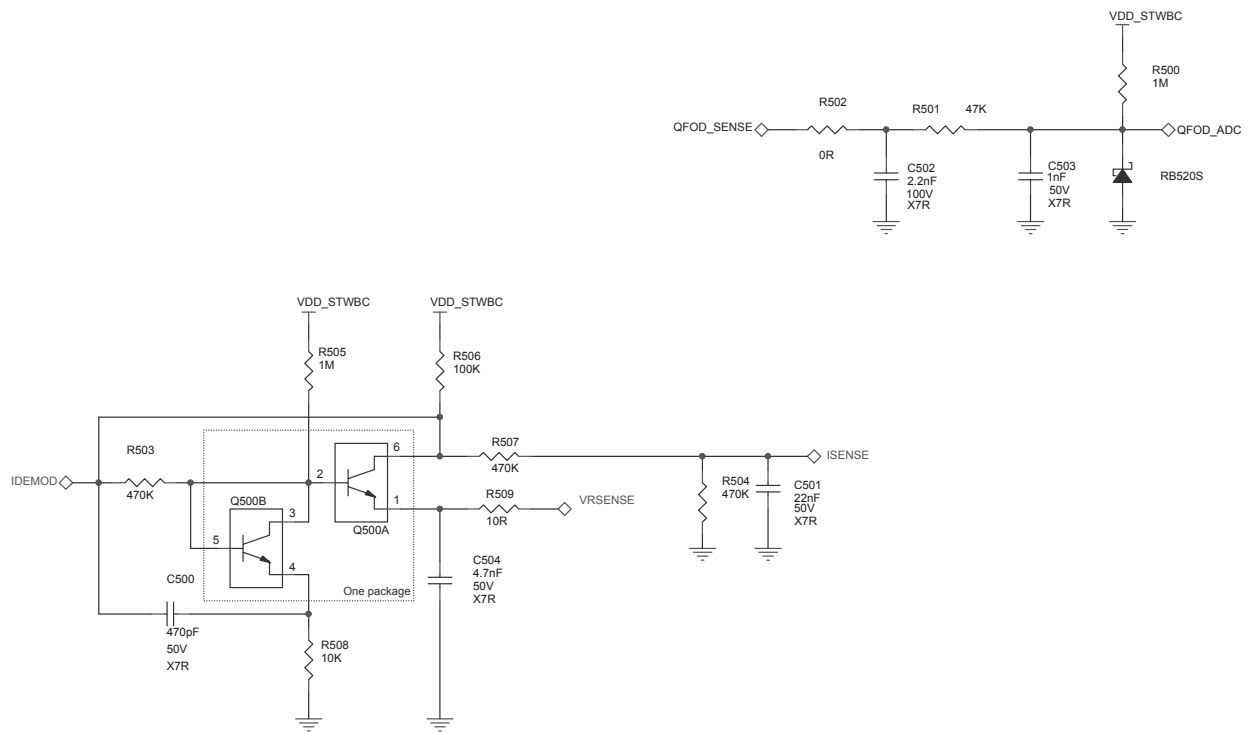 VDD_STWBC
R500
1M
R502
R501
47K
QFOD_SENSE
QFOD_ADC
0R
C502
2.2nF
100V
X7R
C503
1nF
50V
X7R
RB520S
VDD_STWBC
VDD_STWBC
R505
1M
R506
100K
R503
6
R507
ISENSE
IDEMOD
470K
2
470K
R504
470K
C501
22nF
50V
X7R
Q500B
3
1
R509
VRSENSE
Q500A
10R
5
4
C500
One package
C504
4.7nF
50V
X7R
470pF
50V
X7R
R508
10K